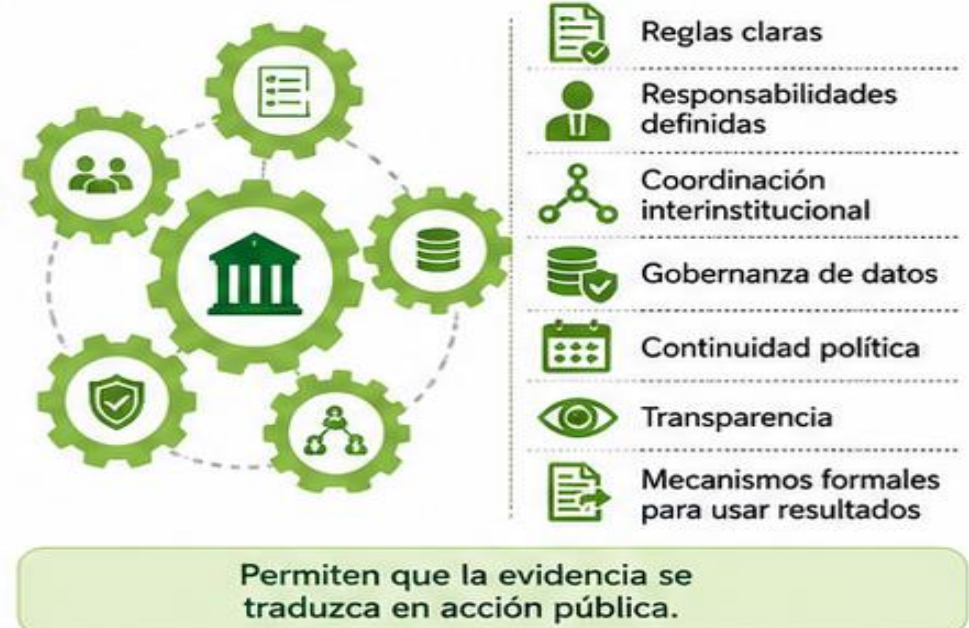 Reglas claras
Responsabilidades
definidas
Coordinación
interinstitucional
Gobernanza de datos
Continuidad política
Transparencia
Mecanismos formales
para usar resultados
Permiten que la evidencia se
traduzca en acción pública.